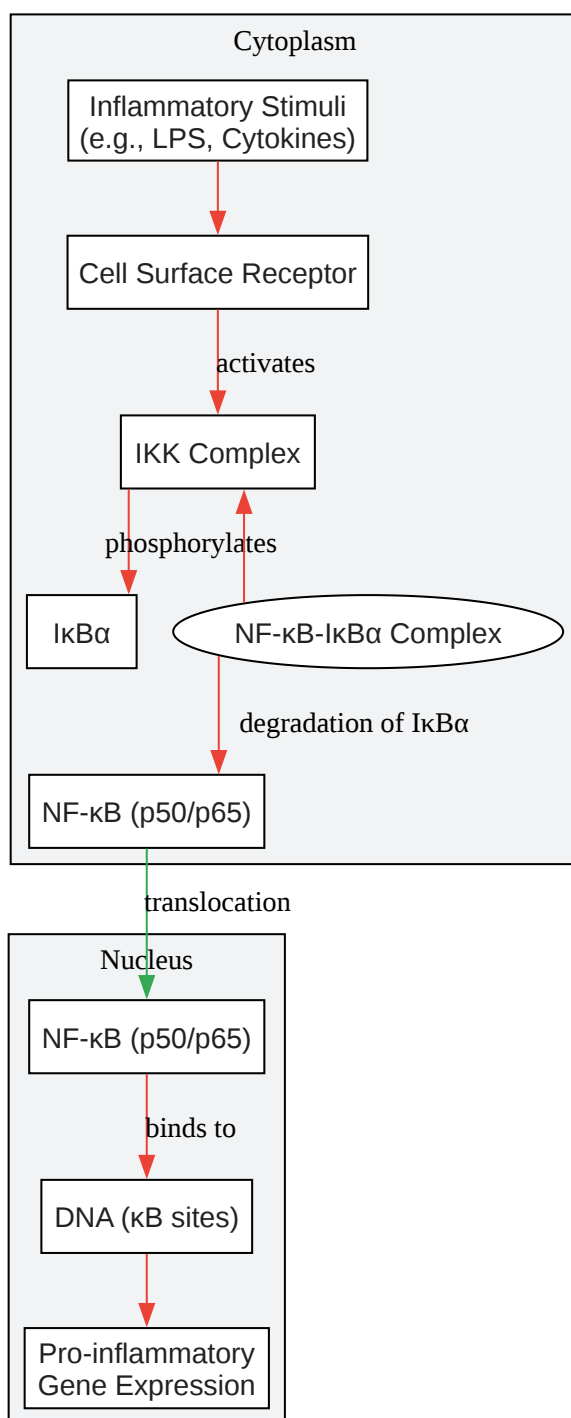 Cytoplasm
Inflammatory Stimuli
(e.g., LPS, Cytokines)
Cell Surface Receptor
activates
IKK Complex
phosphorylates
IκBα
NF-κB-IκBα Complex
degradation of IκBα
NF-κB (p50/p65)
translocation
Nucleus
NF-κB (p50/p65)
binds to
DNA (κB sites)
Pro-inflammatory
Gene Expression